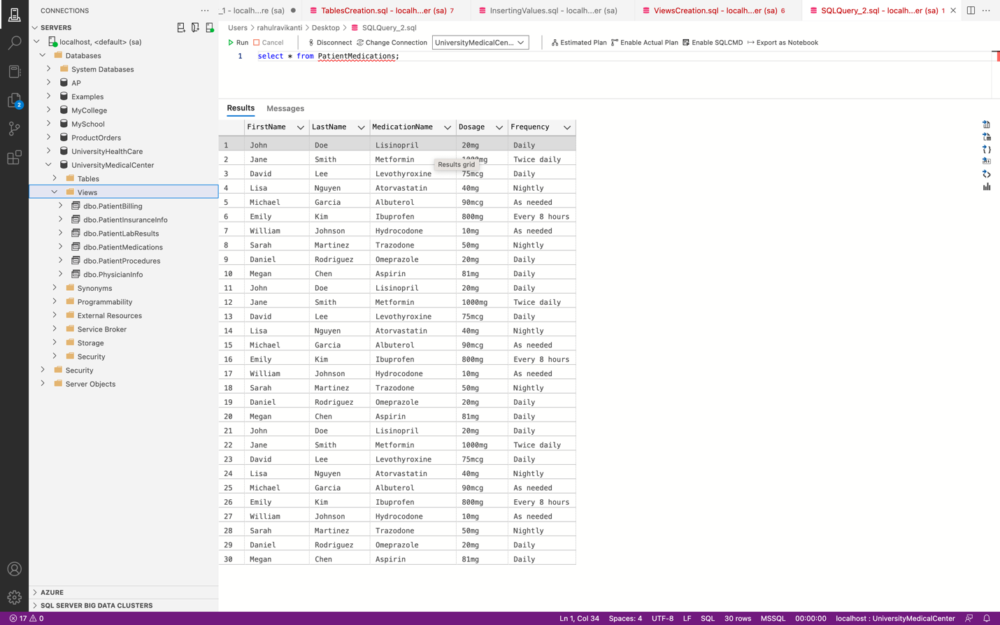 CONNECTIONS
_1 - localh...re (sa)
TablesCreation.sql - localh...er (sa) 7
InsertingValues.sql - localh...er (sa)
ViewsCreation.sql - localh...er (sa) 6
SQLQuery_2.sql - localh...er (sa) 1
SERVERS
localhost, <default> (sa)
Databases
System Databases
AP
Examples
MyCollege
MySchool
ProductOrders
UniversityHealthCare
UniversityMedicalCenter
Tables
Views
dbo.PatientBilling
dbo.PatientInsuranceInfo
dbo.PatientLabResults
dbo.PatientMedications
dbo.PatientProcedures
dbo.PhysicianInfo
Synonyms
Programmability
External Resources
Service Broker
Storage
Security
Security
Server Objects
AZURE
SQL SERVER BIG DATA CLUSTERS
2
Users > rahulravikanti > Desktop > SQLQuery_2.sql
Run Cancel Disconnect Change Connection UniversityMedicalCen... Estimated Plan Enable Actual Plan Enable SQLCMD Export as Notebook
1 select * from PatientMedications;
Results Messages
FirstName LastName MedicationName Dosage Frequency
1 John Doe Lisinopril 20mg Daily
2 Jane Smith Metformin 1000mg Twice daily
Results grid
3 David Lee Levothyroxine 75mcg Daily
4 Lisa Nguyen Atorvastatin 40mg Nightly
5 Michael Garcia Albuterol 90mcg As needed
6 Emily Kim Ibuprofen 800mg Every 8 hours
7 William Johnson Hydrocodone 10mg As needed
8 Sarah Martinez Trazodone 50mg Nightly
9 Daniel Rodriguez Omeprazole 20mg Daily
10 Megan Chen Aspirin 81mg Daily
11 John Doe Lisinopril 20mg Daily
12 Jane Smith Metformin 1000mg Twice daily
13 David Lee Levothyroxine 75mcg Daily
14 Lisa Nguyen Atorvastatin 40mg Nightly
15 Michael Garcia Albuterol 90mcg As needed
16 Emily Kim Ibuprofen 800mg Every 8 hours
17 William Johnson Hydrocodone 10mg As needed
18 Sarah Martinez Trazodone 50mg Nightly
19 Daniel Rodriguez Omeprazole 20mg Daily
20 Megan Chen Aspirin 81mg Daily
21 John Doe Lisinopril 20mg Daily
22 Jane Smith Metformin 1000mg Twice daily
23 David Lee Levothyroxine 75mcg Daily
24 Lisa Nguyen Atorvastatin 40mg Nightly
25 Michael Garcia Albuterol 90mcg As needed
26 Emily Kim Ibuprofen 800mg Every 8 hours
27 William Johnson Hydrocodone 10mg As needed
28 Sarah Martinez Trazodone 50mg Nightly
29 Daniel Rodriguez Omeprazole 20mg Daily
30 Megan Chen Aspirin 81mg Daily
17 0 Ln 1, Col 34 Spaces: 4 UTF-8 LF SQL 30 rows MSSQL 00:00:00 localhost : UniversityMedicalCenter